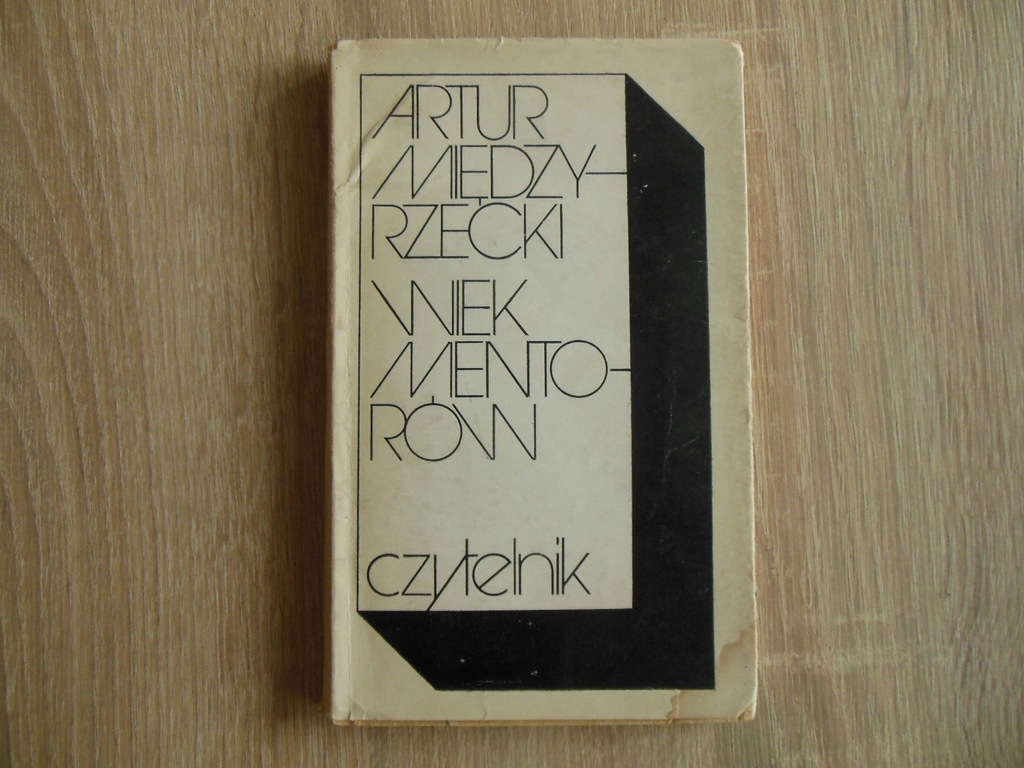 ARTUR
MIĘDZY-
RZECKI
WIEK
MENTO-
RÓW
czytelnik